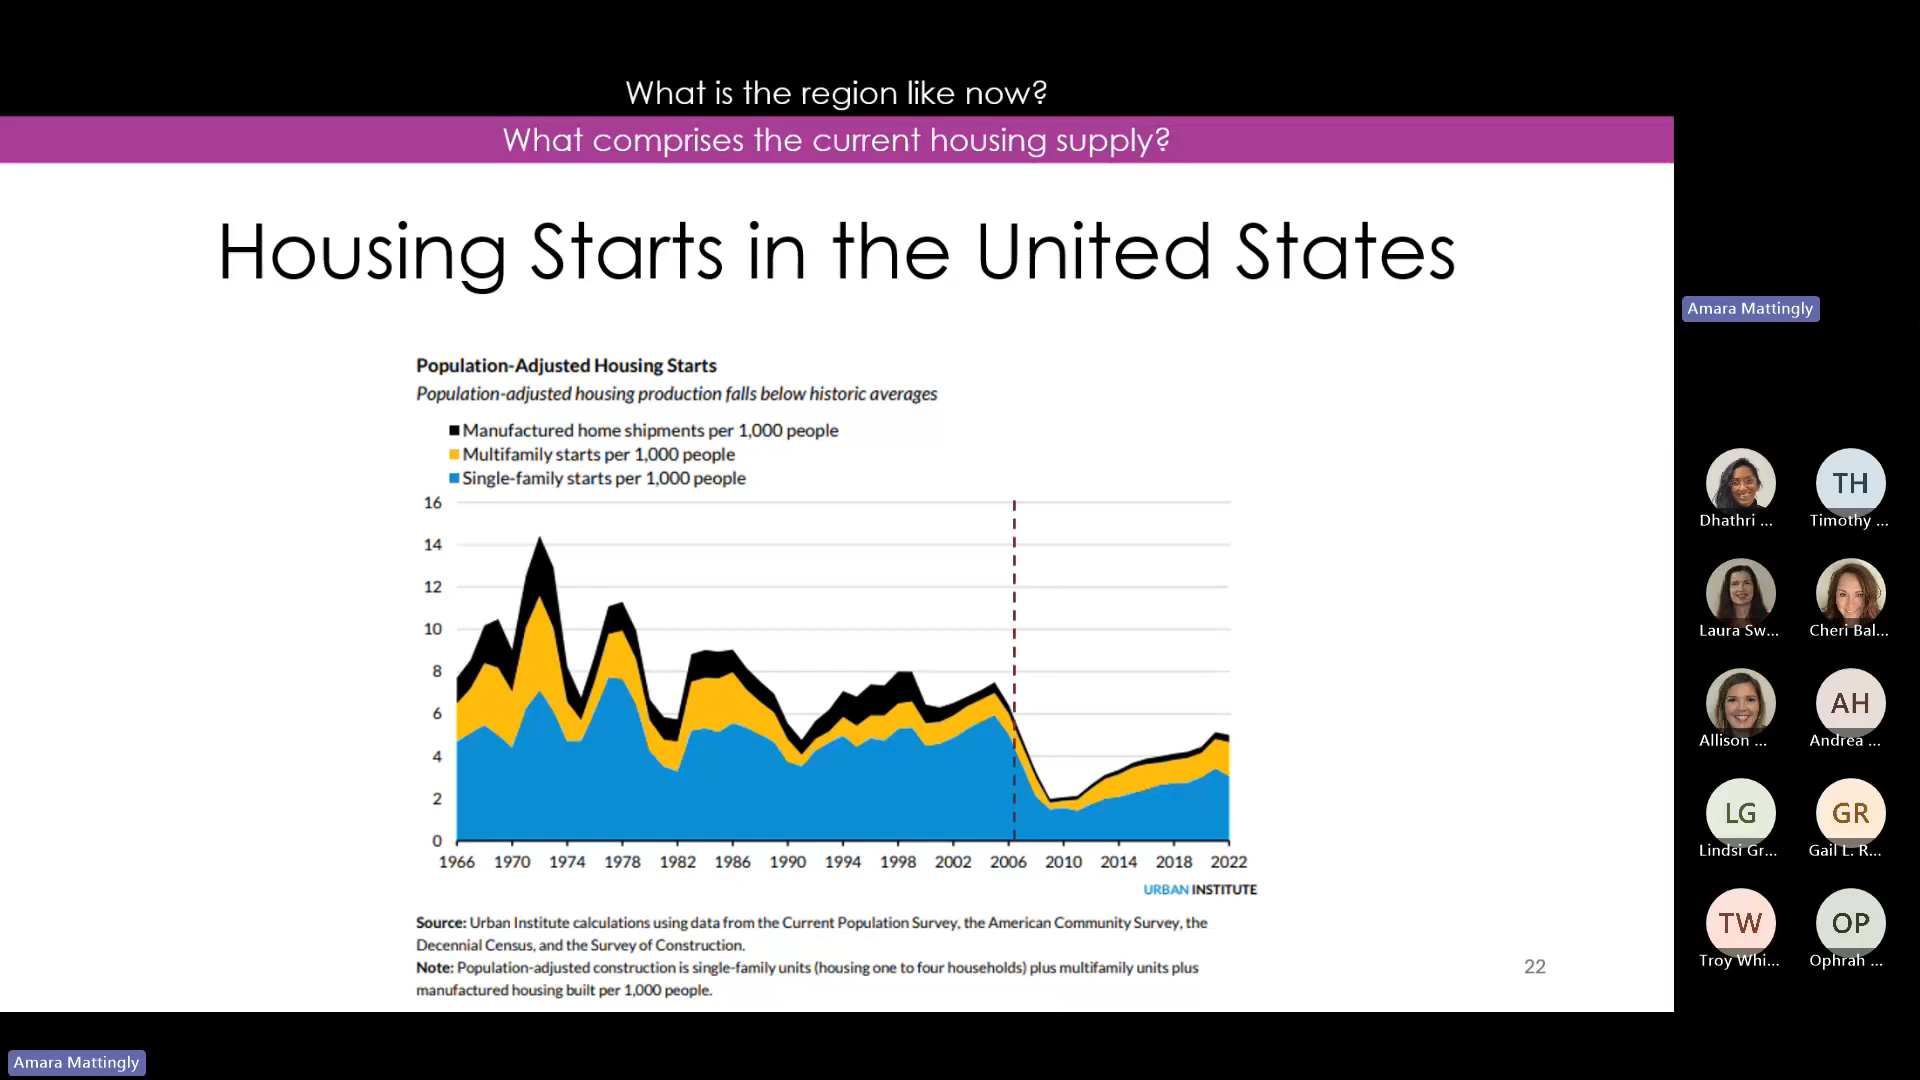 What is the region like now?
What comprises the current housing supply?
Housing Starts in the United States
Population-Adjusted Housing Starts
Population-adjusted housing production falls below historic averages
Manufactured home shipments per 1,000 people
Multifamily starts per 1,000 people
Single-family starts per 1,000 people
16
14
12
10
8
6
4
2
0
1966 1970 1974 1978 1982 1986 1990 1994 1998 2002 2006 2010 2014 2018 2022
URBAN INSTITUTE
Source: Urban Institute calculations using data from the Current Population Survey, the American Community Survey, the
Decennial Census, and the Survey of Construction.
Note: Population-adjusted construction is single-family units (housing one to four households) plus multifamily units plus
manufactured housing built per 1,000 people.
22
Amara Mattingly
Dhathri ...
TH
Timothy ...
Laura Sw...
Cheri Bal...
Allison ...
AH
Andrea ...
LG
Lindsi Gr...
GR
Gail L. R...
TW
Troy Whi...
OP
Ophrah ...
Amara Mattingly